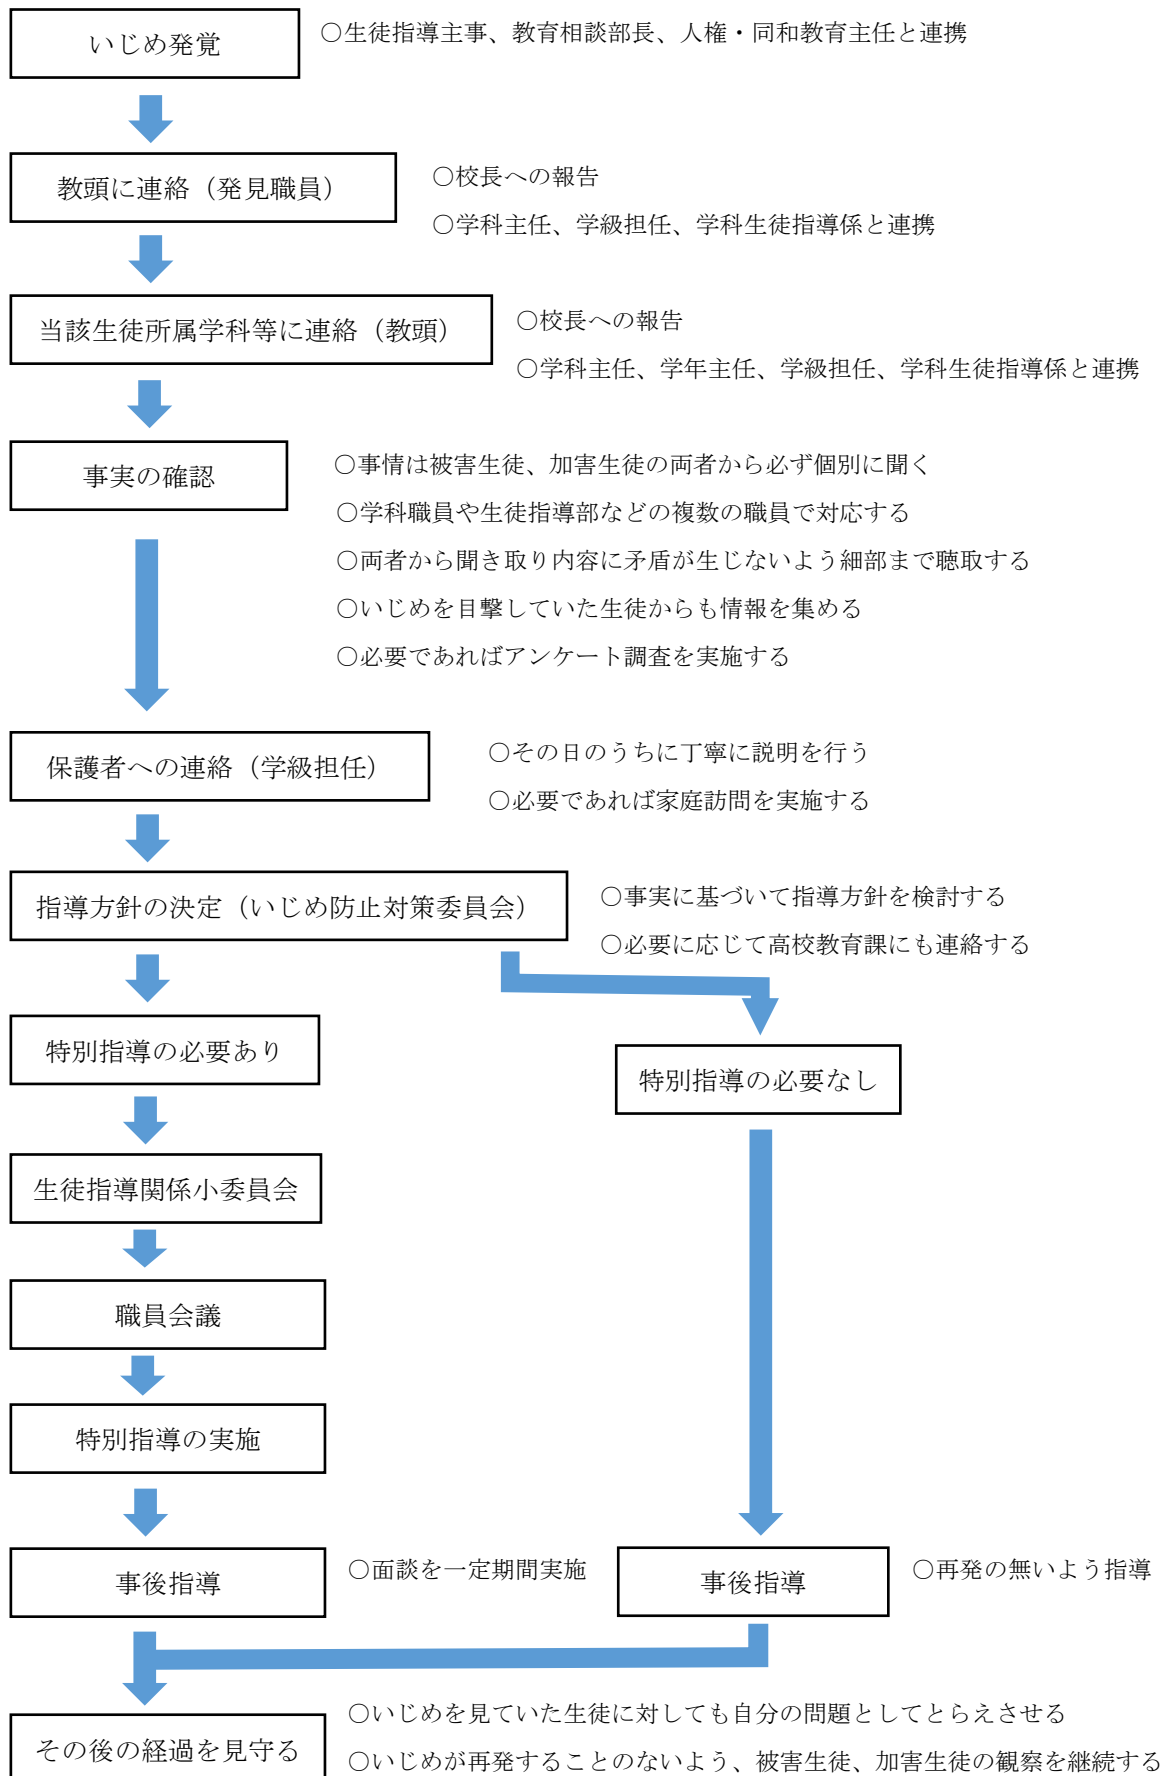 いじめ発覚
○生徒指導主事、教育相談部長、人権・同和教育主任と連携
教頭に連絡（発見職員）
○校長への報告
○学科主任、学級担任、学科生徒指導係と連携
当該生徒所属学科等に連絡（教頭）
○校長への報告
○学科主任、学年主任、学級担任、学科生徒指導係と連携
事実の確認
○事情は被害生徒、加害生徒の両者から必ず個別に聞く
○学科職員や生徒指導部などの複数の職員で対応する
○両者から聞き取り内容に矛盾が生じないよう細部まで聴取する
○いじめを目撃していた生徒からも情報を集める
○必要であればアンケート調査を実施する
保護者への連絡（学級担任）
○その日のうちに丁寧に説明を行う
○必要であれば家庭訪問を実施する
指導方針の決定（いじめ防止対策委員会）
○事実に基づいて指導方針を検討する
○必要に応じて高校教育課にも連絡する
特別指導の必要あり
特別指導の必要なし
生徒指導関係小委員会
職員会議
特別指導の実施
事後指導
○面談を一定期間実施
事後指導
○再発の無いよう指導
その後の経過を見守る
○いじめを見ていた生徒に対しても自分の問題としてとらえさせる
○いじめが再発することのないよう、被害生徒、加害生徒の観察を継続する